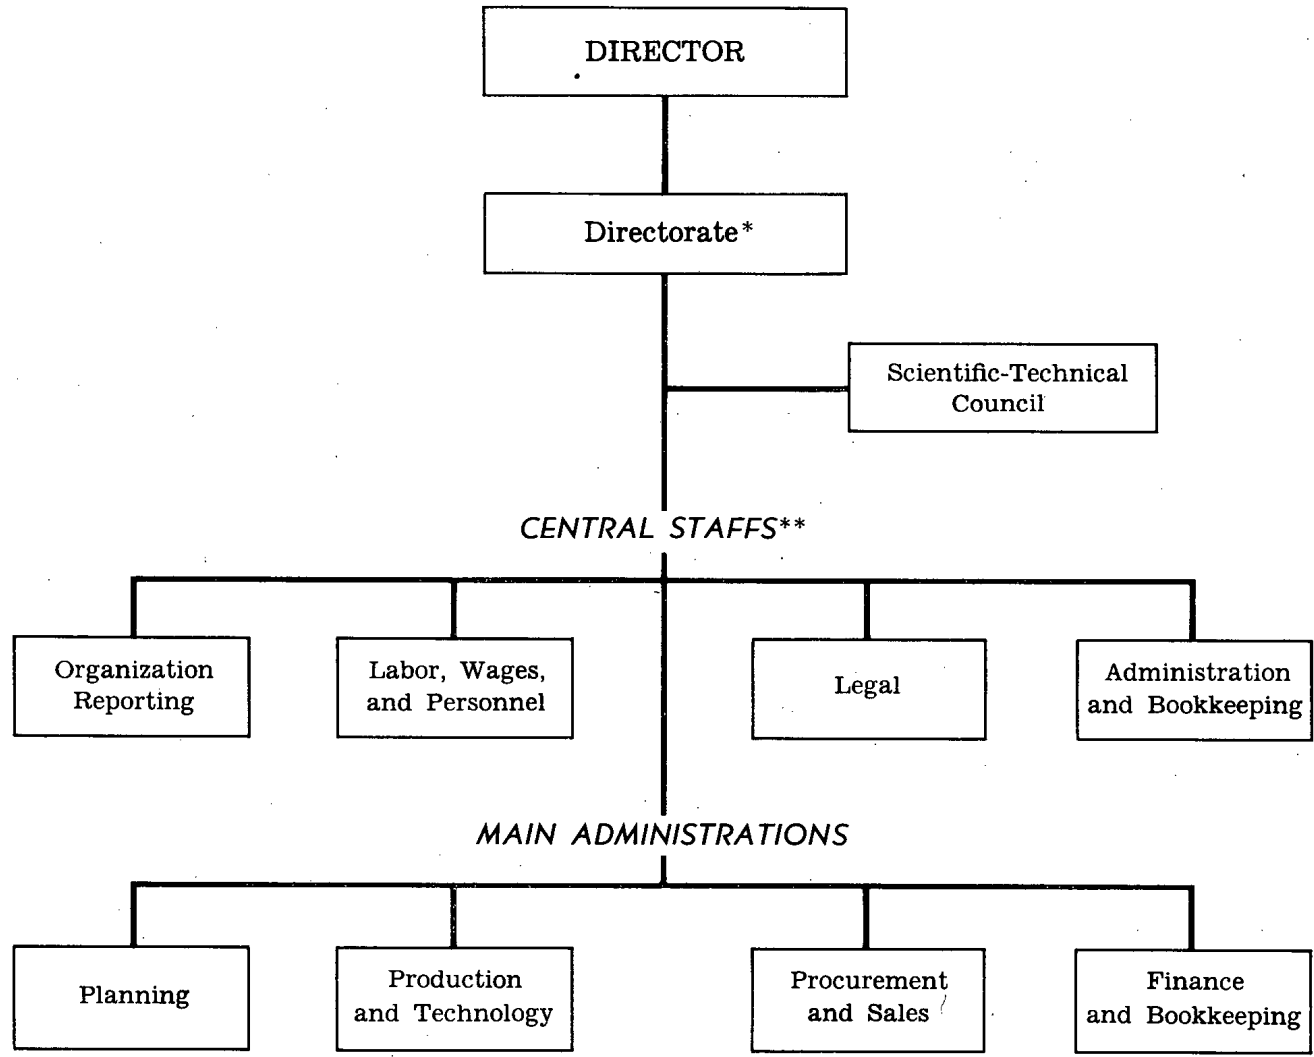 DIRECTOR
Directorate*
Scientific-Technical
Council
CENTRAL STAFFS**
Organization
Reporting
Labor, Wages,
and Personnel
Legal
Administration
and Bookkeeping
MAIN ADMINISTRATIONS
Planning
Production
and Technology
Procurement
and Sales
Finance
and Bookkeeping